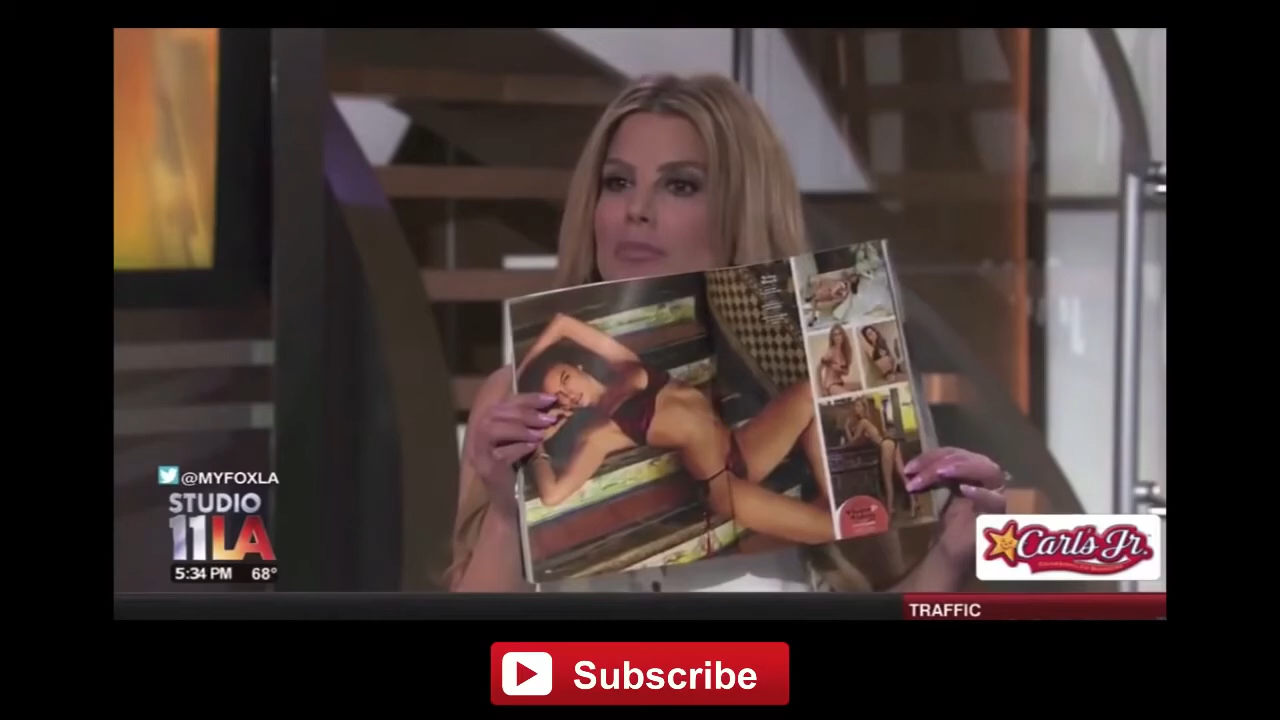 @MYFOXLA
STUDIO
11LA
5:34 PM 68°
Carl's Jr.
TRAFFIC
Subscribe